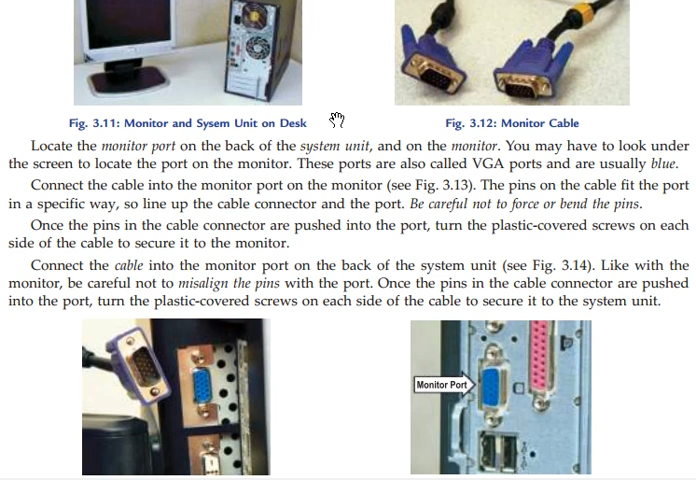 Fig. 3.11: Monitor and Sysem Unit on Desk
Fig. 3.12: Monitor Cable
Locate the monitor port on the back of the system unit, and on the monitor. You may have to look under
the screen to locate the port on the monitor. These ports are also called VGA ports and are usually blue.
Connect the cable into the monitor port on the monitor (see Fig. 3.13). The pins on the cable fit the port
in a specific way, so line up the cable connector and the port. Be careful not to force or bend the pins.
Once the pins in the cable connector are pushed into the port, turn the plastic-covered screws on each
side of the cable to secure it to the monitor.
Connect the cable into the monitor port on the back of the system unit (see Fig. 3.14). Like with the
monitor, be careful not to misalign the pins with the port. Once the pins in the cable connector are pushed
into the port, turn the plastic-covered screws on each side of the cable to secure it to the system unit.
Monitor Port